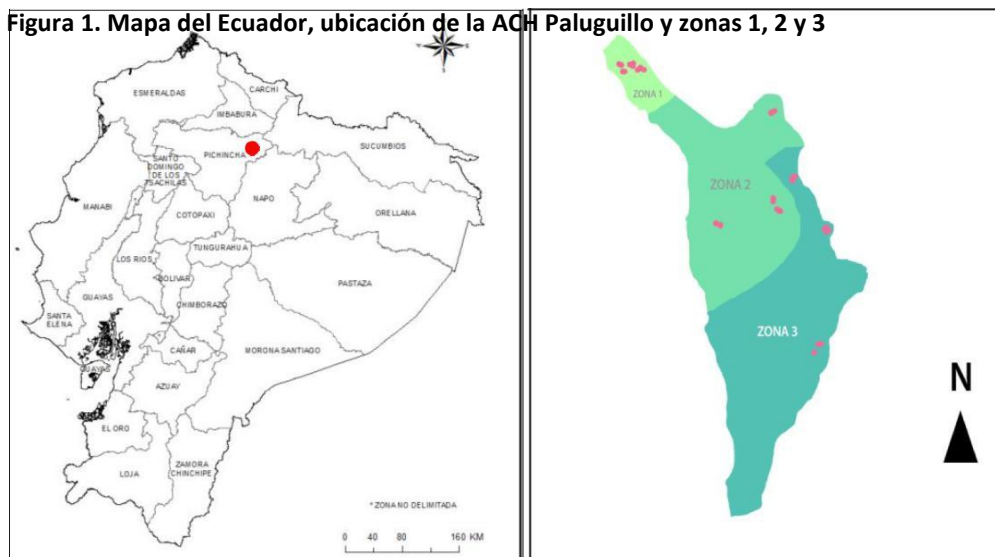 Figura 1. Mapa del Ecuador, ubicación de la ACH Paluguillo y zonas 1, 2 y 3
ESMERALDAS
CARCHI
IMBABURA
SUCUMBIOS
PICHINCHA
SANTO
DOMINGO
DE LOS
TSACHILAS
NAPO
ORELLANA
MANABI
COTOPAXI
TUNGURAHUA
LOS RIOS
BOLIVAR
PASTAZA
CHIMBORAZO
GUAYAS
SANTA
ELENA
CAÑAR
MORONA SANTIAGO
GUAYAS
AZUAY
EL ORO
LOJA
ZAMORA
CHINCHIPE
* ZONA NO DELIMITADA
0 40 80 160 KM
ZONA 1
ZONA 2
ZONA 3
N